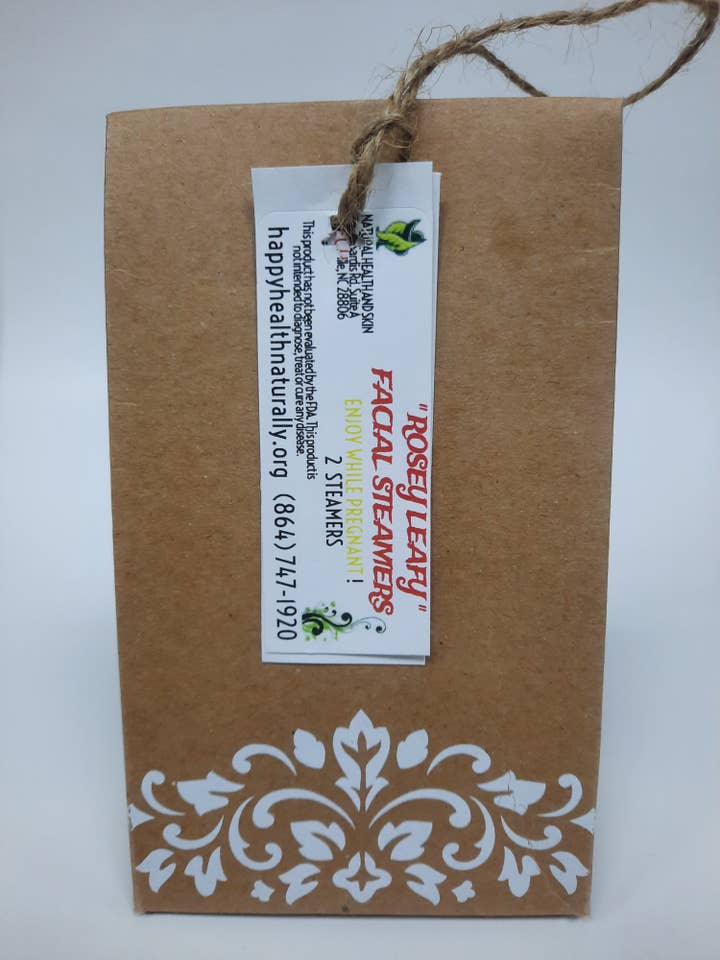 NATURAL HEALTH AND SKIN
Rd., Suite A
NC 28806
" ROSEY LEAFY "
FACIAL STEAMERS
ENJOY WHILE PREGNANT!
2 STEAMERS
This product has not been evaluated by the FDA. This product is
not intended to diagnose, treat or cure any disease.
happyhealthnaturally.org (864) 747-1920